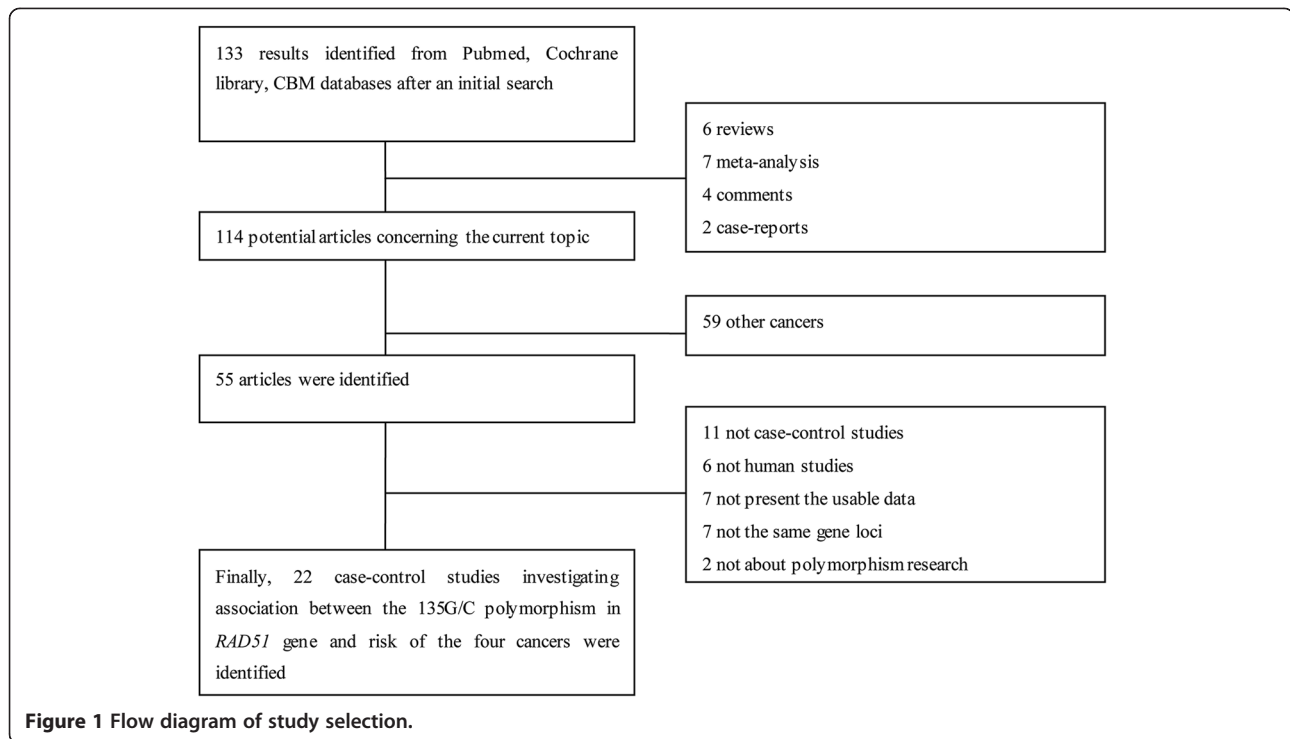 133 results identified from Pubmed, Cochrane
library, CBM databases after an initial search
6 reviews
7 meta-analysis
4 comments
2 case-reports
114 potential articles concerning the current topic
59 other cancers
55 articles were identified
11 not case-control studies
6 not human studies
7 not present the usable data
7 not the same gene loci
2 not about polymorphism research
Finally, 22 case-control studies investigating
association between the 135G/C polymorphism in
RAD51 gene and risk of the four cancers were
identified
Figure 1 Flow diagram of study selection.